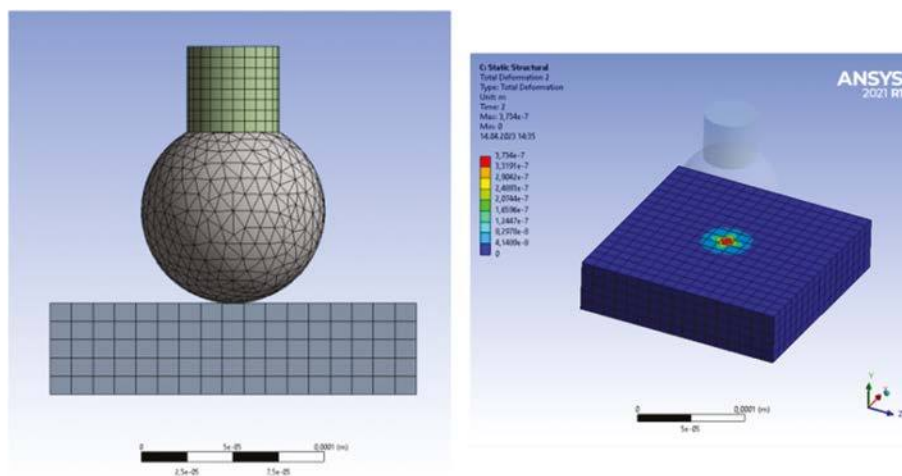 0
5e-05
0,0001 (m)
2,5e-05
7,5e-05
C: Static Structural
Total Deformation 2
Type: Total Deformation
Unit: m
Time: 2
Max: 3,734e-7
Min: 0
ANSYS
2021 R1
3,734e-7
3,3191e-7
2,9042e-7
2,4893e-7
2,0744e-7
1,6596e-7
1,2447e-7
8,2978e-8
4,1489e-8
0
0
0,0001 (m)
5e-05
Y
Z